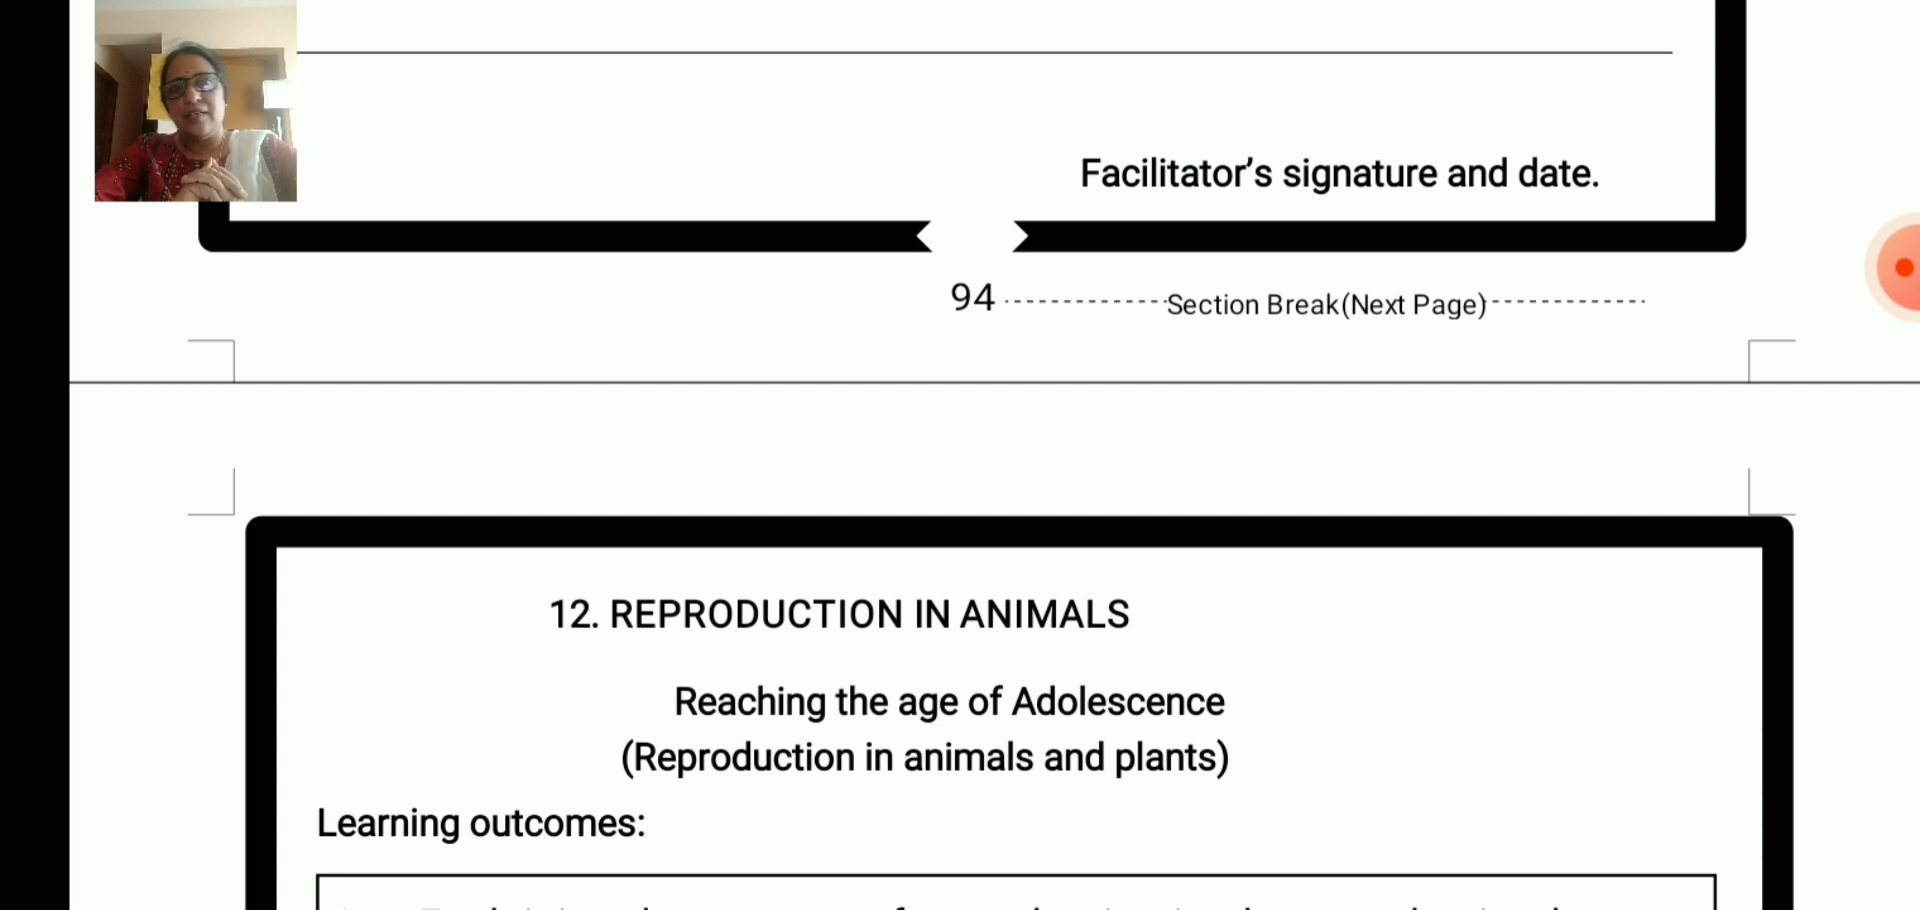 Facilitator’s signature and date.
94 Section Break(Next Page)
12. REPRODUCTION IN ANIMALS
Reaching the age of Adolescence
(Reproduction in animals and plants)
Learning outcomes: